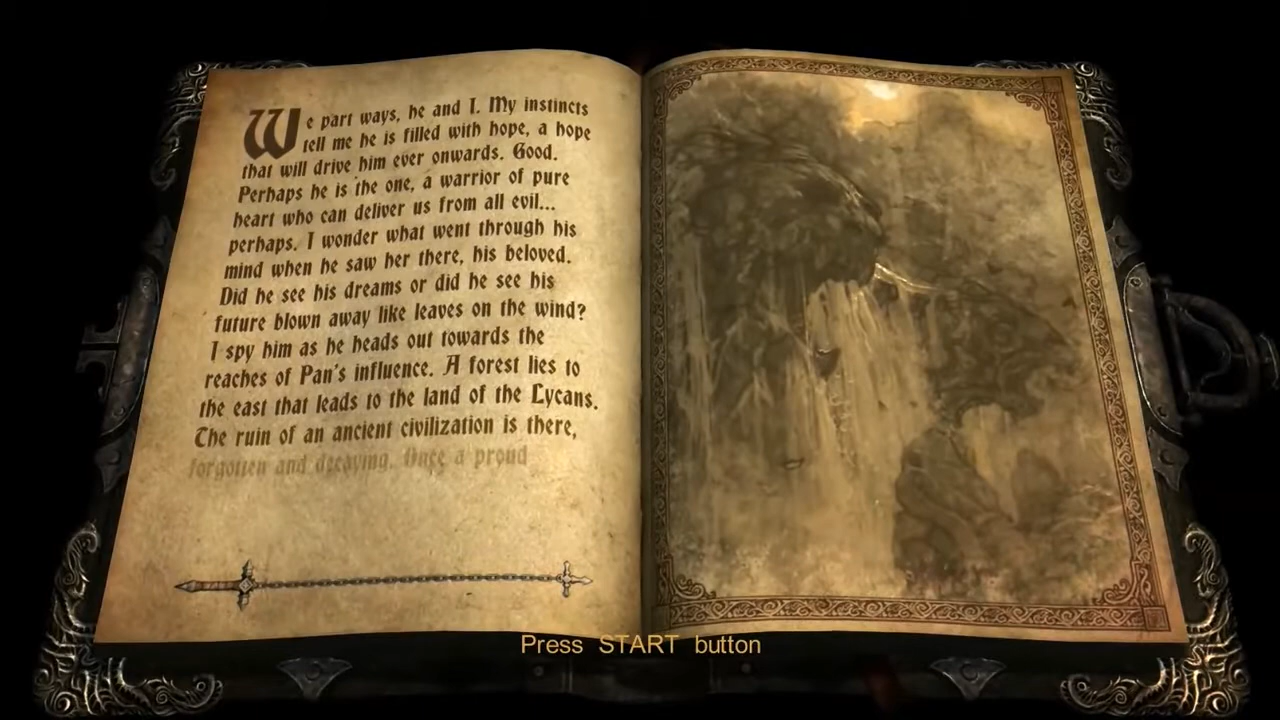 We part ways, he and I. My instincts
tell me he is filled with hope, a hope
that will drive him ever onwards. Good.
Perhaps he is the one, a warrior of pure
heart who can deliver us from all evil...
perhaps. I wonder what went through his
mind when he saw her there, his beloved.
Did he see his dreams or did he see his
future blown away like leaves on the wind?
I spy him as he heads out towards the
reaches of Pan's influence. A forest lies to
the east that leads to the land of the Lycans.
The ruin of an ancient civilization is there,
forgotten and decaying. Once a proud
Press START button